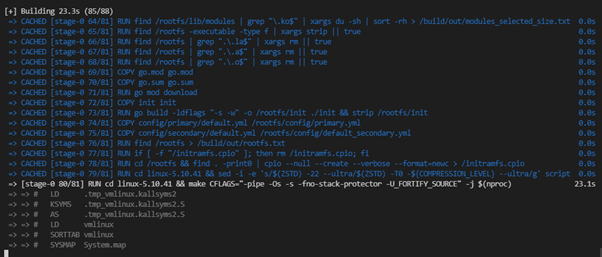 [+] Building 23.3s (85/88)
=> CACHED [stage-0 64/81] RUN find /rootfs/lib/modules | grep "\.ko$" | xargs du -sh | sort -rh > /build/out/modules_selected_size.txt 0.0s
=> CACHED [stage-0 65/81] RUN find /rootfs -executable -type f | xargs strip || true 0.0s
=> CACHED [stage-0 66/81] RUN find /rootfs | grep "\.\.la$" | xargs rm || true 0.0s
=> CACHED [stage-0 67/81] RUN find /rootfs | grep "\.\.a$" | xargs rm || true 0.0s
=> CACHED [stage-0 68/81] RUN find /rootfs | grep "\.\.o$" | xargs rm || true 0.0s
=> CACHED [stage-0 69/81] COPY go.mod go.mod 0.0s
=> CACHED [stage-0 70/81] COPY go.sum go.sum 0.0s
=> CACHED [stage-0 71/81] RUN go mod download 0.0s
=> CACHED [stage-0 72/81] COPY init init 0.0s
=> CACHED [stage-0 73/81] RUN go build -ldflags "-s -w" -o /rootfs/init ./init && strip /rootfs/init 0.0s
=> CACHED [stage-0 74/81] COPY config/primary/default.yml /rootfs/config/primary.yml 0.0s
=> CACHED [stage-0 75/81] COPY config/secondary/default.yml /rootfs/config/default_secondary.yml 0.0s
=> CACHED [stage-0 76/81] RUN find /rootfs > /build/out/rootfs.txt 0.0s
=> CACHED [stage-0 77/81] RUN if [ -f "/initramfs.cpio" ]; then rm /initramfs.cpio; fi 0.0s
=> CACHED [stage-0 78/81] RUN cd /rootfs && find . -print0 | cpio --null --create --verbose --format=newc > /initramfs.cpio 0.0s
=> CACHED [stage-0 79/81] RUN cd linux-5.10.41 && sed -i -e 's/$(ZSTD) -22 --ultra/$(ZSTD) -T0 -${COMPRESSION_LEVEL} --ultra/g' script 0.0s
=> [stage-0 80/81] RUN cd linux-5.10.41 && make CFLAGS="-pipe -Os -s -fno-stack-protector -U_FORTIFY_SOURCE" -j $(nproc) 23.1s
=> => # LD .tmp_vmlinux.kallsyms2
=> => # KSYMS .tmp_vmlinux.kallsyms2.S
=> => # AS .tmp_vmlinux.kallsyms2.S
=> => # LD vmlinux
=> => # SORTTAB vmlinux
=> => # SYSMAP System.map